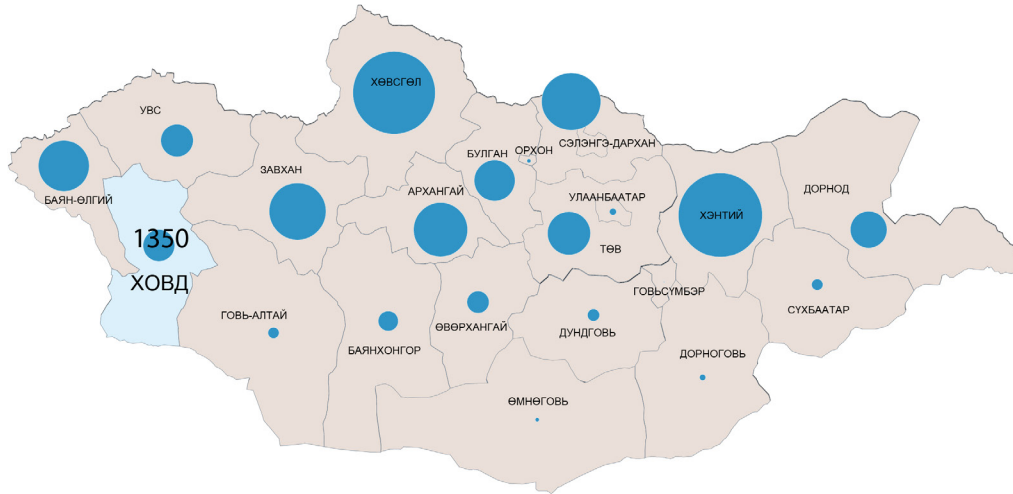 ХӨВСГӨЛ
УВС
БУЛГАН
ОРХОН
СЭЛЭНГЭ-ДАРХАН
ЗАВХАН
БАЯН-ӨЛГИЙ
АРХАНГАЙ
УЛААНБААТАР
ДОРНОД
ХЭНТИЙ
1350
ТӨВ
ХОВД
ГОВЬСҮМБЭР
ГОВЬ-АЛТАЙ
ӨВӨРХАНГАЙ
ДУНДГОВЬ
СҮХБААТАР
БАЯНХОНГОР
ДОРНОГОВЬ
ӨМНӨГОВЬ